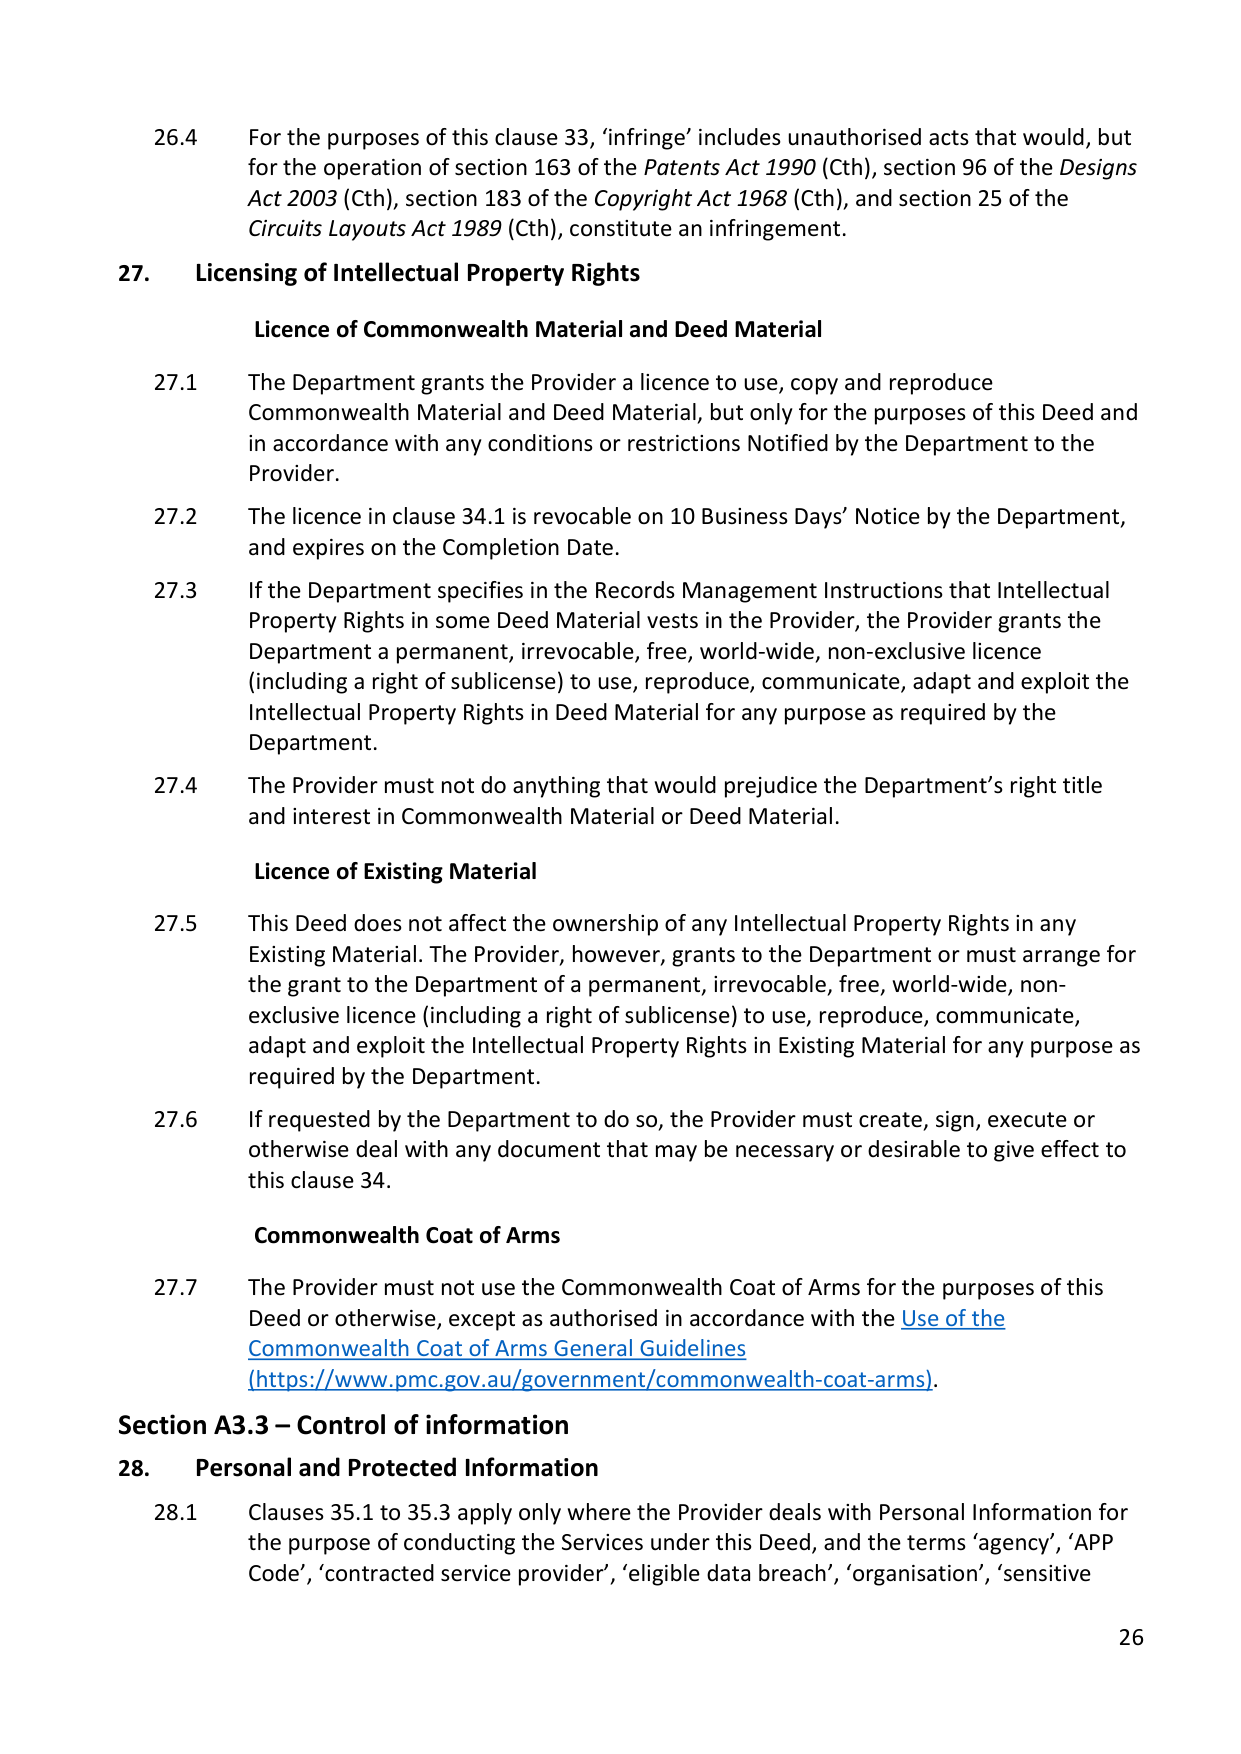 26.4 For the purposes of this clause 33, ‘infringe’ includes unauthorised acts that would, but
for the operation of section 163 of the Patents Act 1990 (Cth), section 96 of the Designs
Act 2003 (Cth), section 183 of the Copyright Act 1968 (Cth), and section 25 of the
Circuits Layouts Act 1989 (Cth), constitute an infringement.
27. Licensing of Intellectual Property Rights
Licence of Commonwealth Material and Deed Material
27.1 The Department grants the Provider a licence to use, copy and reproduce
Commonwealth Material and Deed Material, but only for the purposes of this Deed and
in accordance with any conditions or restrictions Notified by the Department to the
Provider.
27.2 The licence in clause 34.1 is revocable on 10 Business Days’ Notice by the Department,
and expires on the Completion Date.
27.3 If the Department specifies in the Records Management Instructions that Intellectual
Property Rights in some Deed Material vests in the Provider, the Provider grants the
Department a permanent, irrevocable, free, world-wide, non-exclusive licence
(including a right of sublicense) to use, reproduce, communicate, adapt and exploit the
Intellectual Property Rights in Deed Material for any purpose as required by the
Department.
27.4 The Provider must not do anything that would prejudice the Department’s right title
and interest in Commonwealth Material or Deed Material.
Licence of Existing Material
27.5 This Deed does not affect the ownership of any Intellectual Property Rights in any
Existing Material. The Provider, however, grants to the Department or must arrange for
the grant to the Department of a permanent, irrevocable, free, world-wide, non-
exclusive licence (including a right of sublicense) to use, reproduce, communicate,
adapt and exploit the Intellectual Property Rights in Existing Material for any purpose as
required by the Department.
27.6 If requested by the Department to do so, the Provider must create, sign, execute or
otherwise deal with any document that may be necessary or desirable to give effect to
this clause 34.
Commonwealth Coat of Arms
27.7 The Provider must not use the Commonwealth Coat of Arms for the purposes of this
Deed or otherwise, except as authorised in accordance with the Use of the
Commonwealth Coat of Arms General Guidelines
(https://www.pmc.gov.au/government/commonwealth-coat-arms).
Section A3.3 – Control of information
28. Personal and Protected Information
28.1 Clauses 35.1 to 35.3 apply only where the Provider deals with Personal Information for
the purpose of conducting the Services under this Deed, and the terms ‘agency’, ‘APP
Code’, ‘contracted service provider’, ‘eligible data breach’, ‘organisation’, ‘sensitive
26